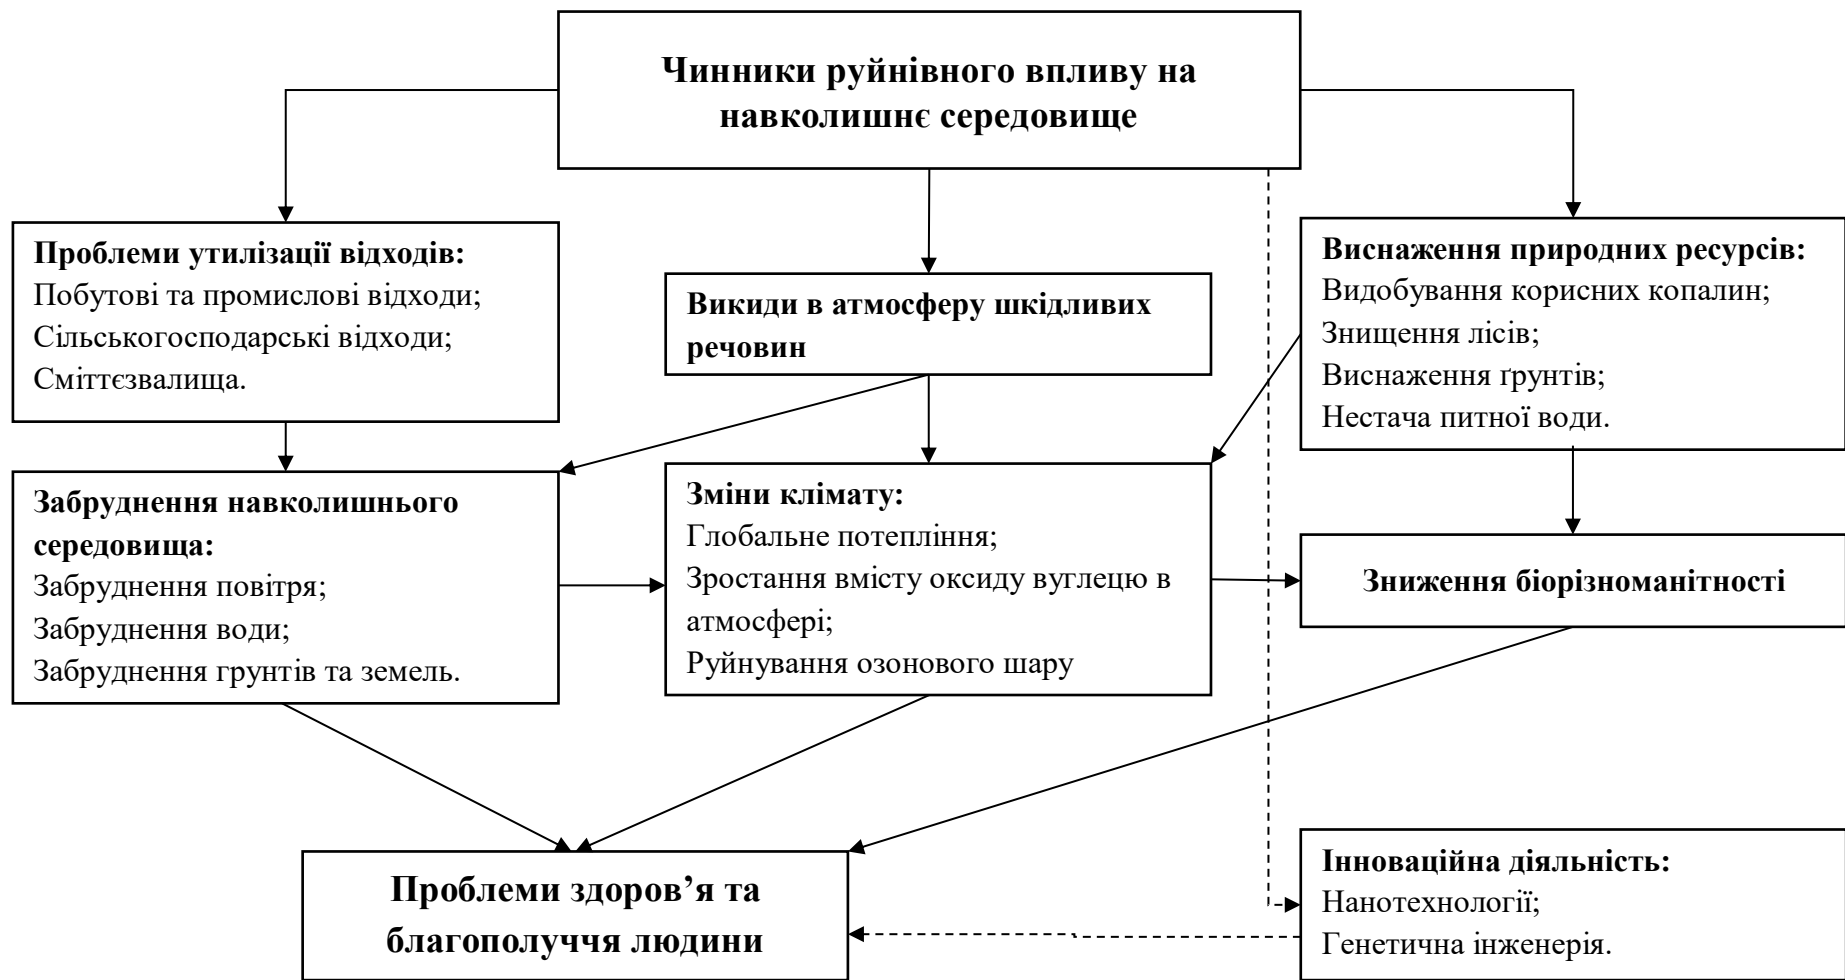 Чинники руйнівного впливу на
навколишнє середовище
Проблеми утилізації відходів:
Побутові та промислові відходи;
Сільськогосподарські відходи;
Сміттєзвалища.
Викиди в атмосферу шкідливих
речовин
Виснаження природних ресурсів:
Видобування корисних копалин;
Знищення лісів;
Виснаження ґрунтів;
Нестача питної води.
Забруднення навколишнього
середовища:
Забруднення повітря;
Забруднення води;
Забруднення грунтів та земель.
Зміни клімату:
Глобальне потепління;
Зростання вмісту оксиду вуглецю в
атмосфері;
Руйнування озонового шару
Зниження біорізноманітності
Проблеми здоров’я та
благополуччя людини
Інноваційна діяльність:
Нанотехнології;
Генетична інженерія.